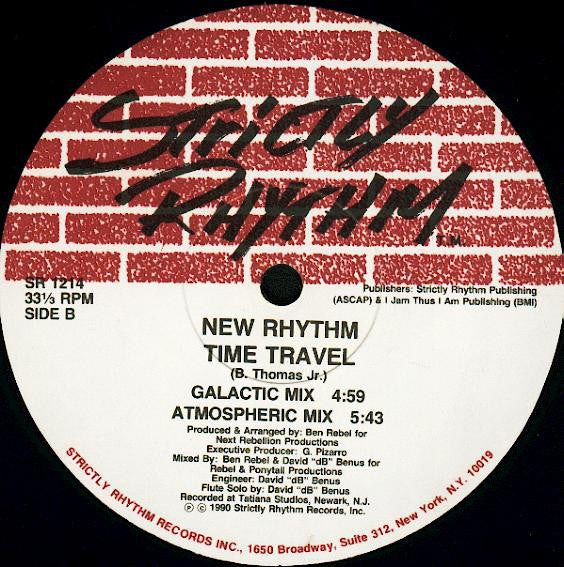 STRICTLY
RHYTHM
T.M.
SR 1214
33⅓ RPM
SIDE B
Publishers: Strictly Rhythm Publishing
(ASCAP) & I Jam Thus I Am Publishing (BMI)
NEW RHYTHM
TIME TRAVEL
(B. Thomas Jr.)
GALACTIC MIX 4:59
ATMOSPHERIC MIX 5:43
Produced & Arranged by: Ben Rebel for
Next Rebellion Productions
Executive Producer: G. Pizarro
Mixed By: Ben Rebel & David "dB" Benus for
Rebel & Ponytail Productions
Engineer: David "dB" Benus
Flute Solo by: David "dB" Benus
Recorded at Tatiana Studios, Newark, N.J.
℗ © 1990 Strictly Rhythm Records, Inc.
STRICTLY RHYTHM RECORDS INC., 1650 Broadway, Suite 312, New York, N.Y. 10019